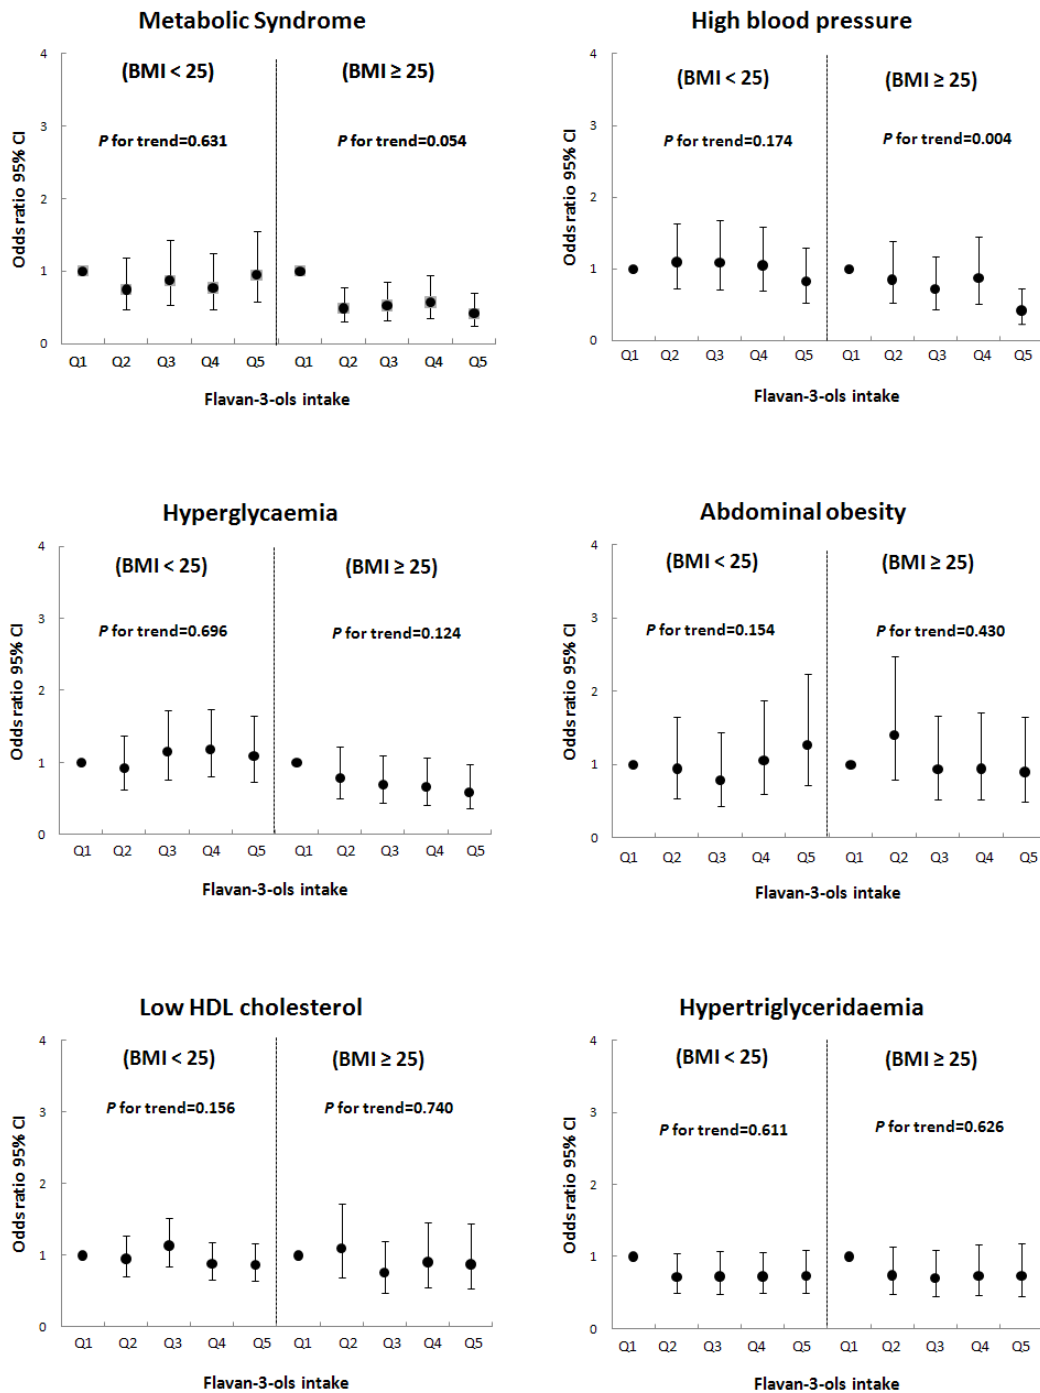 Metabolic Syndrome
4
(BMI < 25)
(BMI ≥ 25)
3
P for trend=0.631
P for trend=0.054
Odds ratio 95% CI
2
1
0
Q1 Q2 Q3 Q4 Q5 Q1 Q2 Q3 Q4 Q5
Flavan-3-ols intake
High blood pressure
4
(BMI < 25)
(BMI ≥ 25)
3
P for trend=0.174
P for trend=0.004
Odds ratio 95% CI
2
1
0
Q1 Q2 Q3 Q4 Q5 Q1 Q2 Q3 Q4 Q5
Flavan-3-ols intake
Hyperglycaemia
4
(BMI < 25)
(BMI ≥ 25)
3
P for trend=0.696
P for trend=0.124
Odds ratio 95% CI
2
1
0
Q1 Q2 Q3 Q4 Q5 Q1 Q2 Q3 Q4 Q5
Flavan-3-ols intake
Abdominal obesity
4
(BMI < 25)
(BMI ≥ 25)
3
P for trend=0.154
P for trend=0.430
Odds ratio 95% CI
2
1
0
Q1 Q2 Q3 Q4 Q5 Q1 Q2 Q3 Q4 Q5
Flavan-3-ols intake
Low HDL cholesterol
4
(BMI < 25)
(BMI ≥ 25)
3
P for trend=0.156
P for trend=0.740
Odds ratio 95% CI
2
1
0
Q1 Q2 Q3 Q4 Q5 Q1 Q2 Q3 Q4 Q5
Flavan-3-ols intake
Hypertriglyceridaemia
4
(BMI < 25)
(BMI ≥ 25)
3
P for trend=0.611
P for trend=0.626
Odds ratio 95% CI
2
1
0
Q1 Q2 Q3 Q4 Q5 Q1 Q2 Q3 Q4 Q5
Flavan-3-ols intake